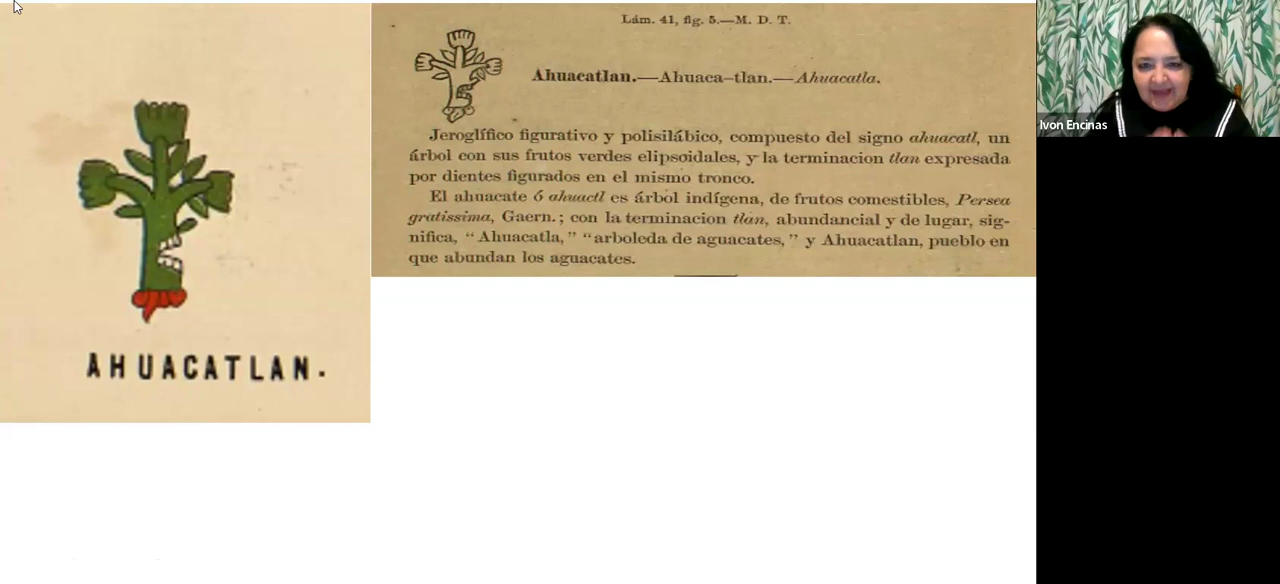 AHUACATLAN.
Lám. 41, fig. 5.—M. D. T.
Ahuacatlan.—Ahuaca-tlan.—Ahuacatla.
Jeroglífico figurativo y polisilábico, compuesto del signo ahuacatl, un
árbol con sus frutos verdes elipsoidales, y la terminacion tlan expresada
por dientes figurados en el mismo tronco.
El ahuacate ó ahuactl es árbol indígena, de frutos comestibles, Persea
gratissima, Gaern.; con la terminacion tlan, abundancial y de lugar, sig-
nifica, “Ahuacatla,” “arboleda de aguacates,” y Ahuacatlan, pueblo en
que abundan los aguacates.
Ivon Encinas